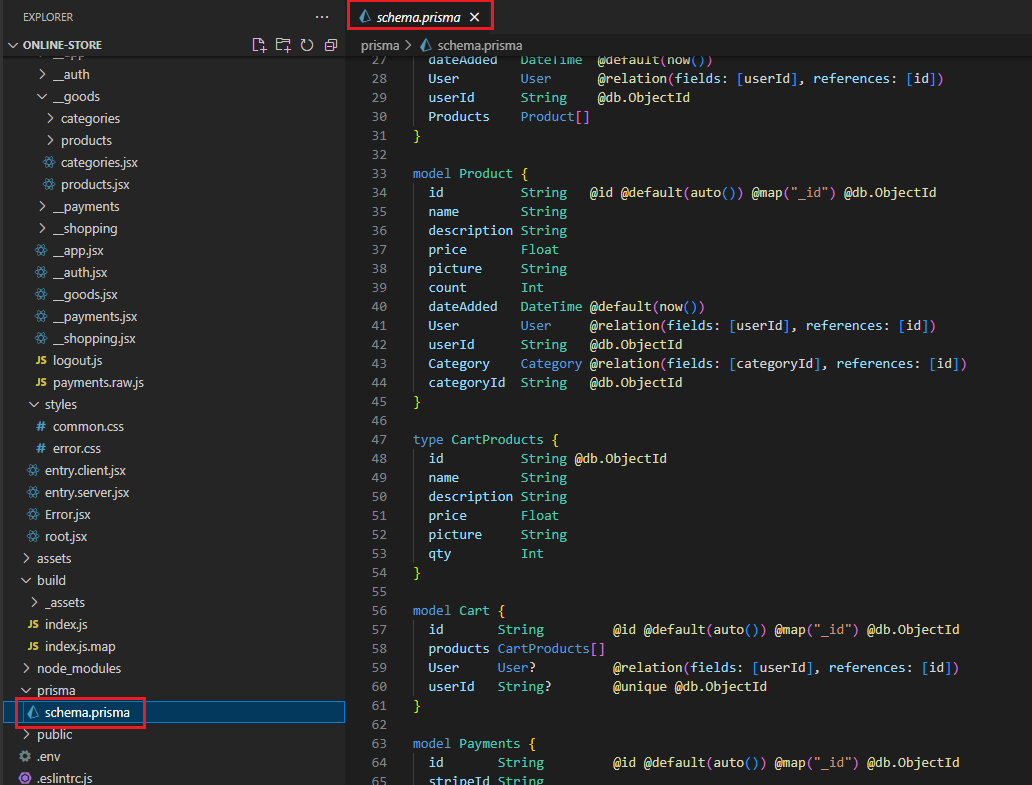 EXPLORER ···
ONLINE-STORE
__app
__auth
__goods
categories
products
categories.jsx
products.jsx
__payments
__shopping
__app.jsx
__auth.jsx
__goods.jsx
__payments.jsx
__shopping.jsx
JS logout.js
JS payments.raw.js
styles
# common.css
# error.css
entry.client.jsx
entry.server.jsx
Error.jsx
root.jsx
assets
build
_assets
JS index.js
JS index.js.map
node_modules
prisma
schema.prisma
public
.env
.eslintrc.js
schema.prisma
prisma > schema.prisma
27 dateAdded DateTime @default(now())
28 User User @relation(fields: [userId], references: [id])
29 userId String @db.ObjectId
30 Products Product[]
31 }
32
33 model Product {
34 id String @id @default(auto()) @map("_id") @db.ObjectId
35 name String
36 description String
37 price Float
38 picture String
39 count Int
40 dateAdded DateTime @default(now())
41 User User @relation(fields: [userId], references: [id])
42 userId String @db.ObjectId
43 Category Category @relation(fields: [categoryId], references: [id])
44 categoryId String @db.ObjectId
45 }
46
47 type CartProducts {
48 id String @db.ObjectId
49 name String
50 description String
51 price Float
52 picture String
53 qty Int
54 }
55
56 model Cart {
57 id String @id @default(auto()) @map("_id") @db.ObjectId
58 products CartProducts[]
59 User User? @relation(fields: [userId], references: [id])
60 userId String? @unique @db.ObjectId
61 }
62
63 model Payments {
64 id String @id @default(auto()) @map("_id") @db.ObjectId
65 stripeId String